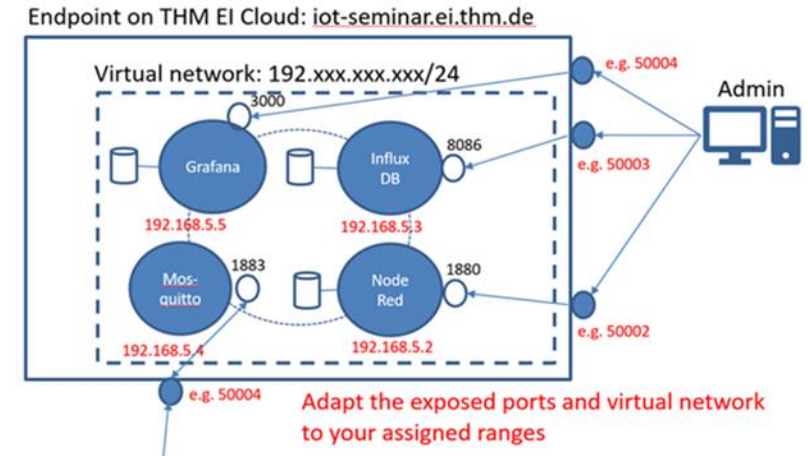 Endpoint on THM EI Cloud: iot-seminar.ei.thm.de
Virtual network: 192.xxx.xxx.xxx/24
e.g. 50004
Admin
3000
8086
Grafana
Influx
DB
e.g. 50003
192.168.5.5
192.168.5.3
1883
1880
Mos-
quitto
Node
Red
e.g. 50002
192.168.5.4
192.168.5.2
e.g. 50004
Adapt the exposed ports and virtual network
to your assigned ranges